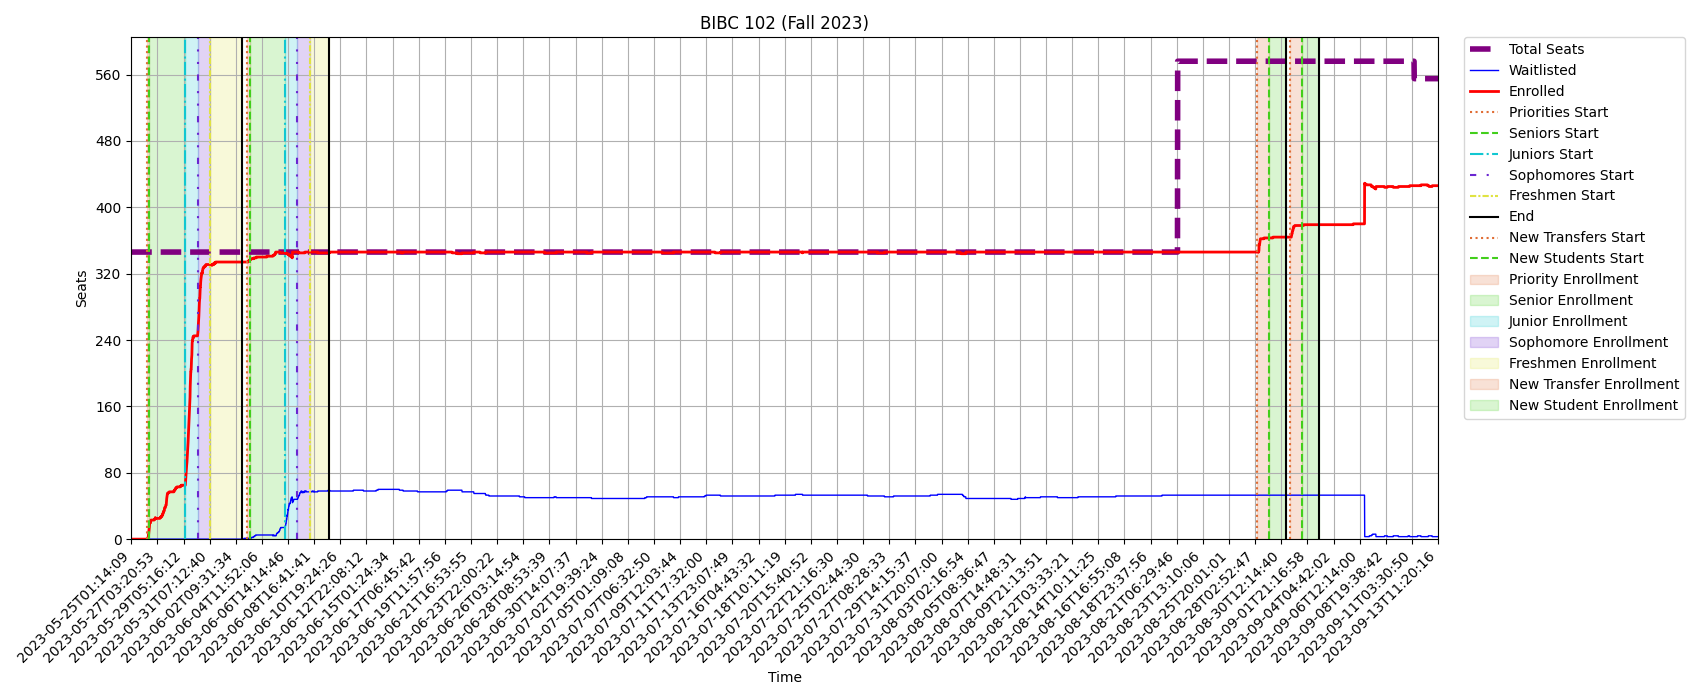 BIBC 102 (Fall 2023)
Seats
560
480
400
320
240
160
80
0
2023-05-25T01:14:09
2023-05-27T03:20:53
2023-05-29T05:16:12
2023-05-31T07:12:40
2023-06-02T09:31:34
2023-06-04T11:52:06
2023-06-06T14:14:46
2023-06-08T16:41:41
2023-06-10T19:24:26
2023-06-12T22:08:12
2023-06-15T01:24:34
2023-06-17T06:45:42
2023-06-19T11:57:56
2023-06-21T16:53:55
2023-06-23T22:00:22
2023-06-26T03:14:54
2023-06-28T08:53:39
2023-06-30T14:07:37
2023-07-02T19:39:24
2023-07-05T01:09:08
2023-07-07T06:32:50
2023-07-09T12:03:44
2023-07-11T17:32:00
2023-07-13T23:07:49
2023-07-16T04:43:32
2023-07-18T10:11:19
2023-07-20T15:40:52
2023-07-22T21:16:30
2023-07-25T02:44:30
2023-07-27T08:28:33
2023-07-29T14:15:37
2023-07-31T20:07:00
2023-08-03T02:16:54
2023-08-05T08:36:47
2023-08-07T14:48:31
2023-08-09T21:13:51
2023-08-12T03:33:21
2023-08-14T10:11:25
2023-08-16T16:55:08
2023-08-18T23:37:56
2023-08-21T06:29:46
2023-08-23T13:10:06
2023-08-25T20:01:01
2023-08-28T02:52:47
2023-08-30T12:14:40
2023-09-01T21:16:58
2023-09-04T04:42:02
2023-09-06T12:14:00
2023-09-08T19:38:42
2023-09-11T03:30:50
2023-09-13T11:20:16
Time
Total Seats
Waitlisted
Enrolled
Priorities Start
Seniors Start
Juniors Start
Sophomores Start
Freshmen Start
End
New Transfers Start
New Students Start
Priority Enrollment
Senior Enrollment
Junior Enrollment
Sophomore Enrollment
Freshmen Enrollment
New Transfer Enrollment
New Student Enrollment